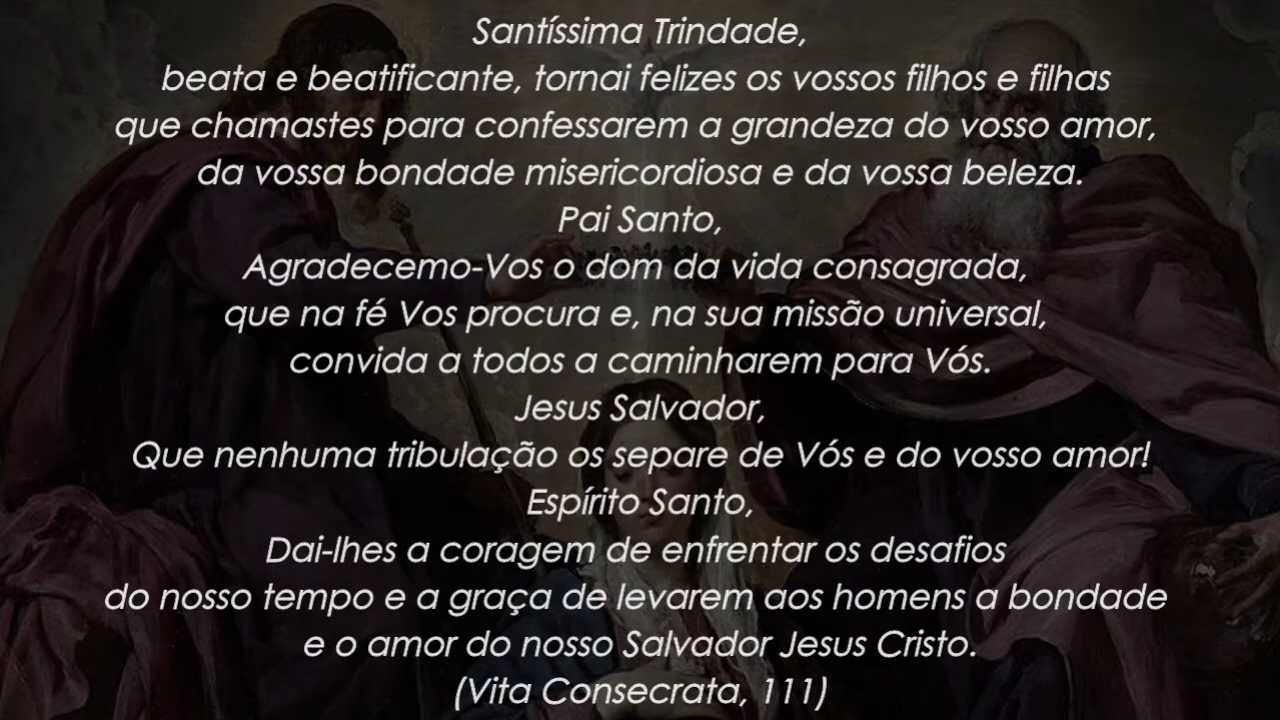 Santíssima Trindade,
beata e beatificante, tornai felizes os vossos filhos e filhas
que chamastes para confessarem a grandeza do vosso amor,
da vossa bondade misericordiosa e da vossa beleza.
Pai Santo,
Agradecemo-Vos o dom da vida consagrada,
que na fé Vos procura e, na sua missão universal,
convida a todos a caminharem para Vós.
Jesus Salvador,
Que nenhuma tribulação os separe de Vós e do vosso amor!
Espírito Santo,
Dai-lhes a coragem de enfrentar os desafios
do nosso tempo e a graça de levarem aos homens a bondade
e o amor do nosso Salvador Jesus Cristo.
(Vita Consecrata, 111)